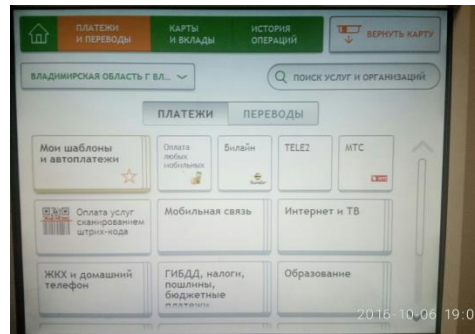 ПЛАТЕЖИ
И ПЕРЕВОДЫ
КАРТЫ
И ВКЛАДЫ
ИСТОРИЯ
ОПЕРАЦИЙ
ВЕРНУТЬ КАРТУ
ВЛАДИМИРСКАЯ ОБЛАСТЬ Г ВЛ...
ПОИСК УСЛУГ И ОРГАНИЗАЦИЙ
ПЛАТЕЖИ
ПЕРЕВОДЫ
Мои шаблоны
и автоплатежи
Оплата
любых
мобильных
Билайн
TELE2
МТС
Оплата услуг
сканированием
штрих-кода
Мобильная связь
Интернет и ТВ
ЖКХ и домашний
телефон
ГИБДД, налоги,
пошлины,
бюджетные
платежи
Образование
2016-10-06 19:0